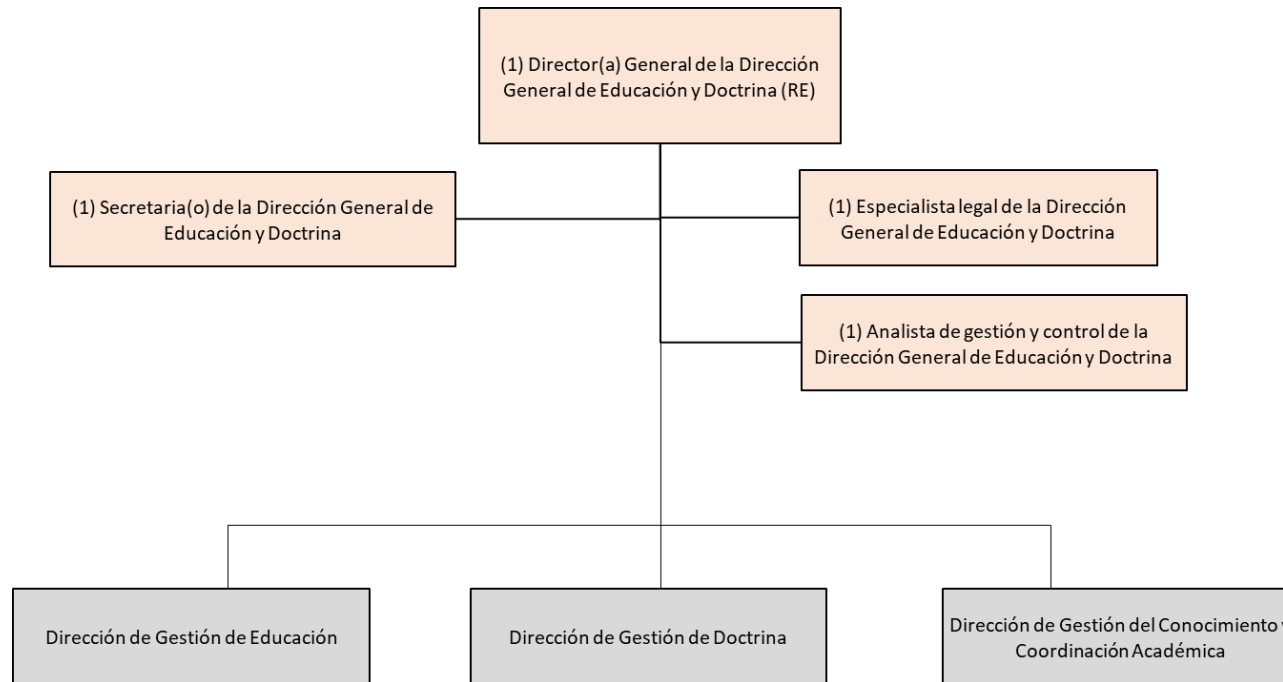 (1) Director(a) General de la Dirección
General de Educación y Doctrina (RE)
(1) Secretaria(o) de la Dirección General de
Educación y Doctrina
(1) Especialista legal de la Dirección
General de Educación y Doctrina
(1) Analista de gestión y control de la
Dirección General de Educación y Doctrina
Dirección de Gestión de Educación
Dirección de Gestión de Doctrina
Dirección de Gestión del Conocimiento y
Coordinación Académica